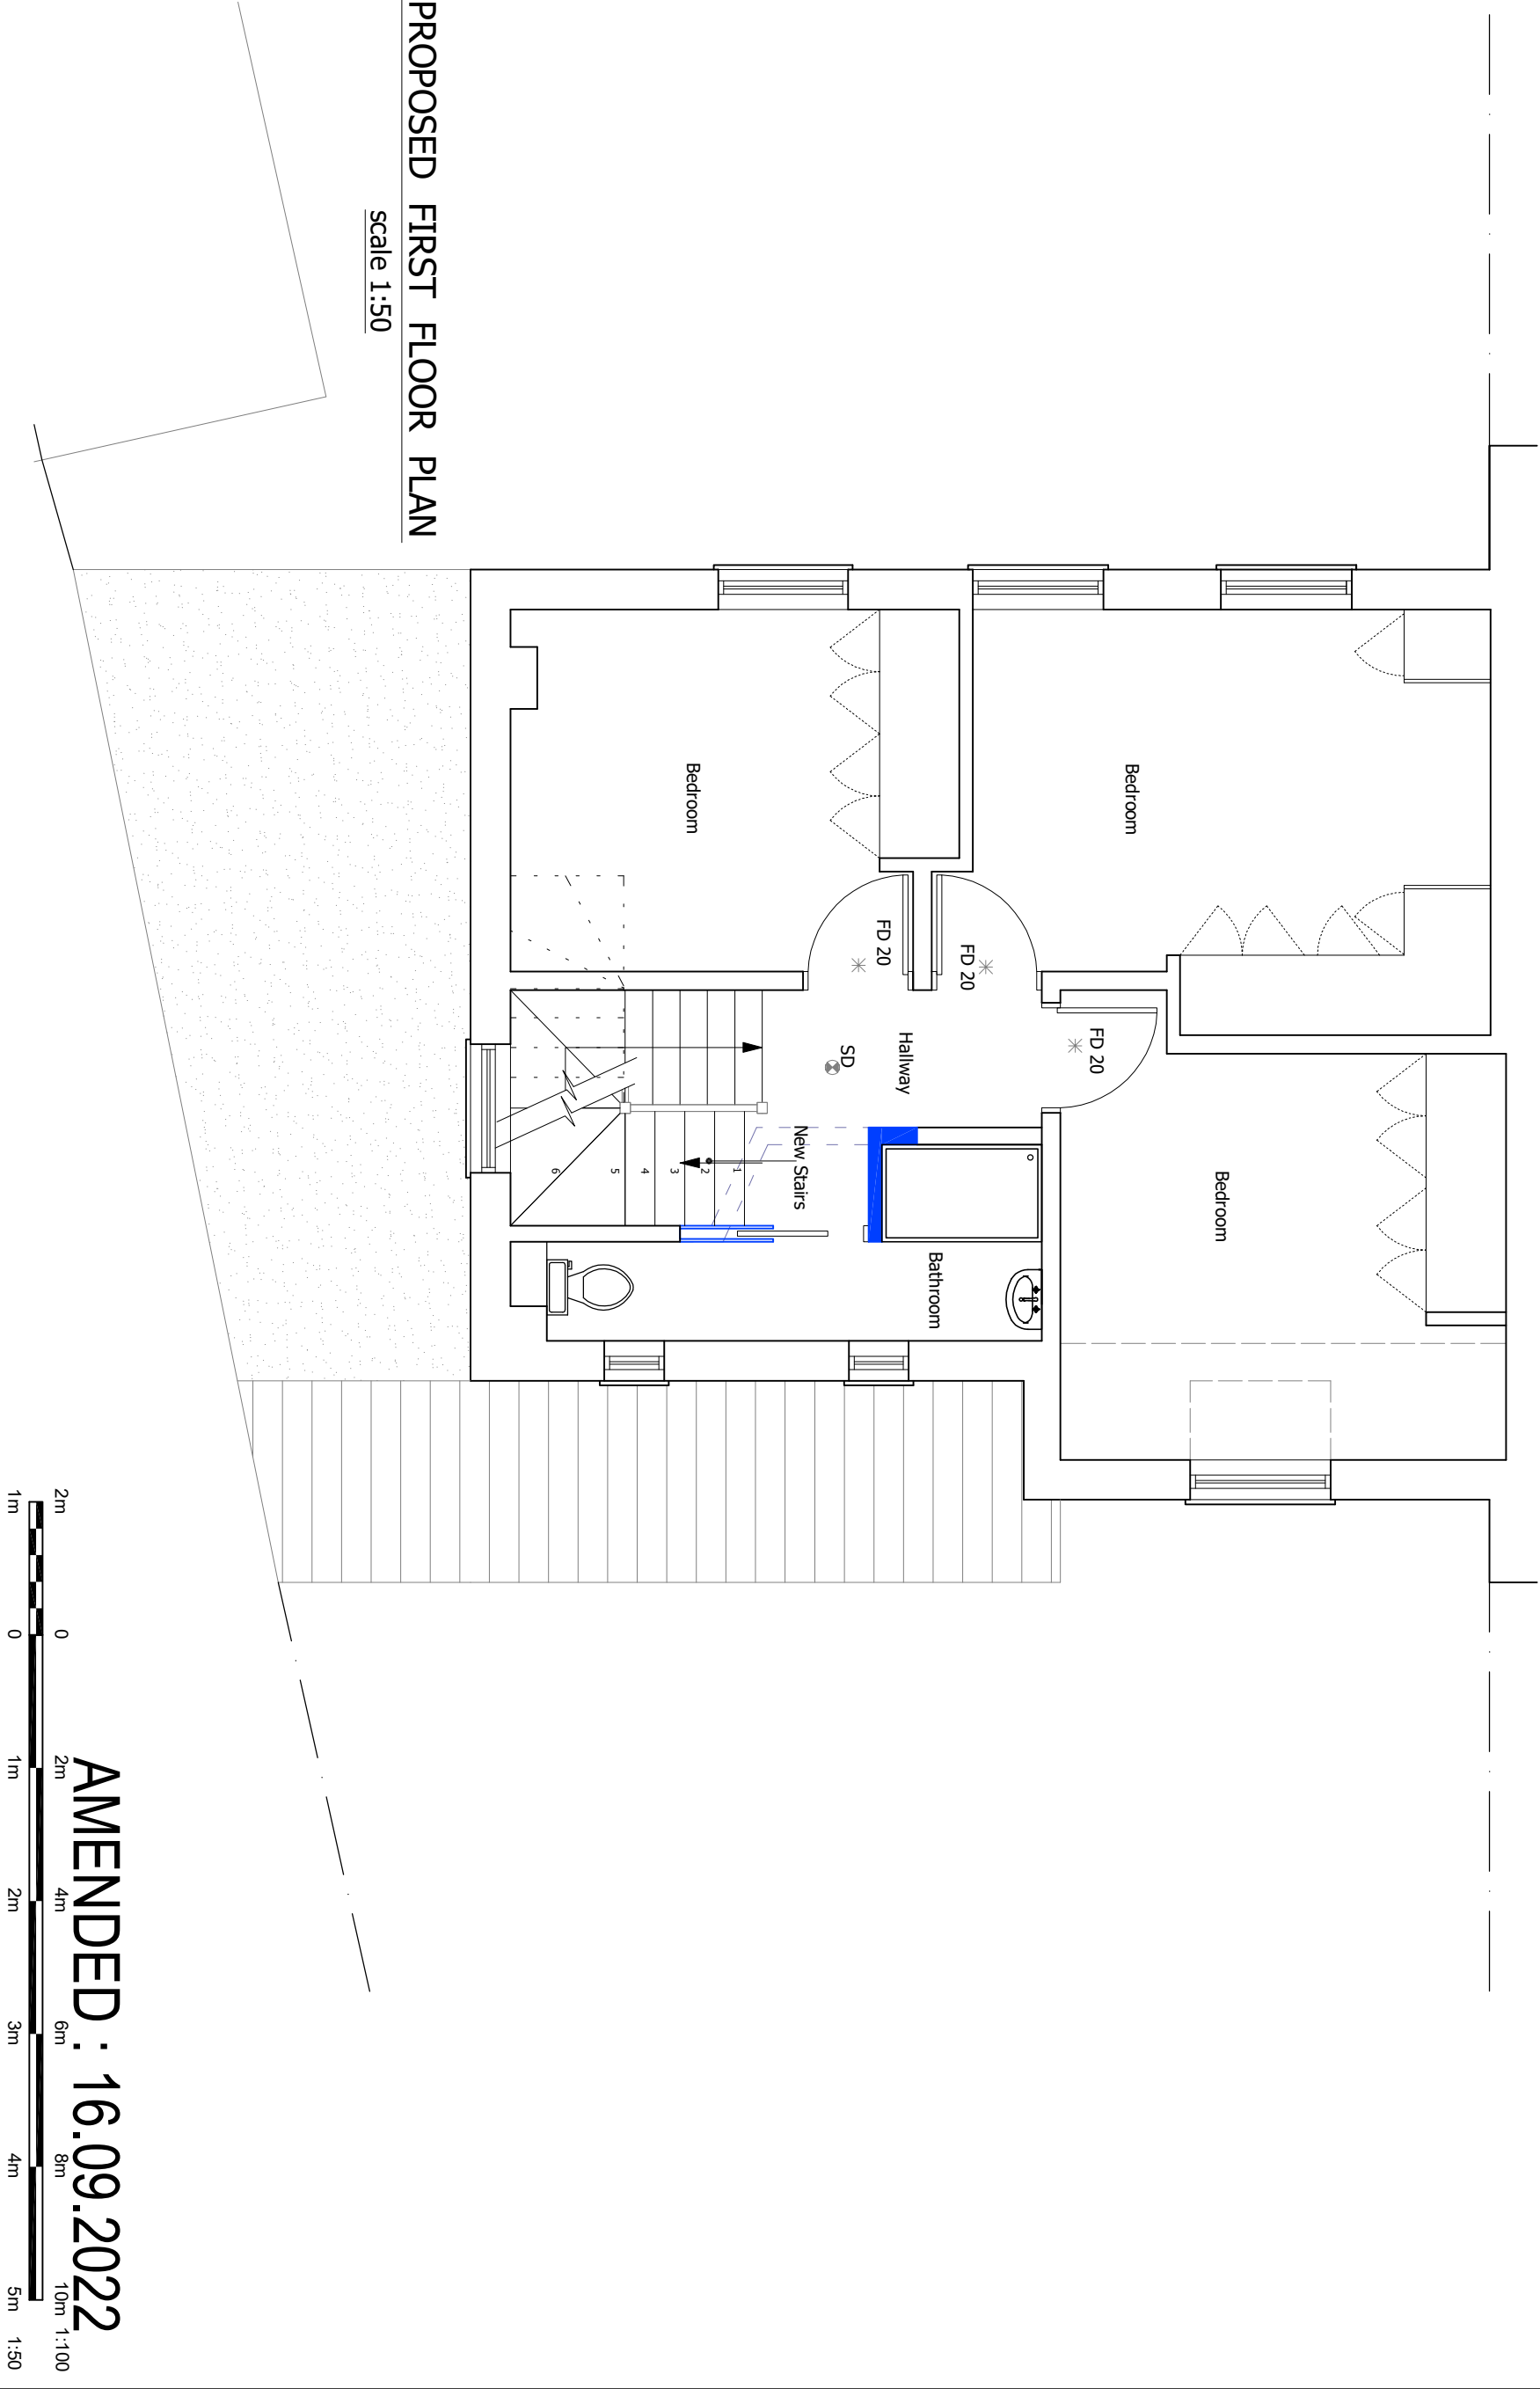 PROPOSED FIRST FLOOR PLAN
scale 1:50
Bedroom
Bedroom
Bedroom
FD 20
FD 20
FD 20
Hallway
SD
New Stairs
1
2
3
4
5
6
Bathroom
AMENDED : 16.09.2022
2m 0 2m 4m 6m 8m 10m 1:100
1m 0 1m 2m 3m 4m 5m 1:50